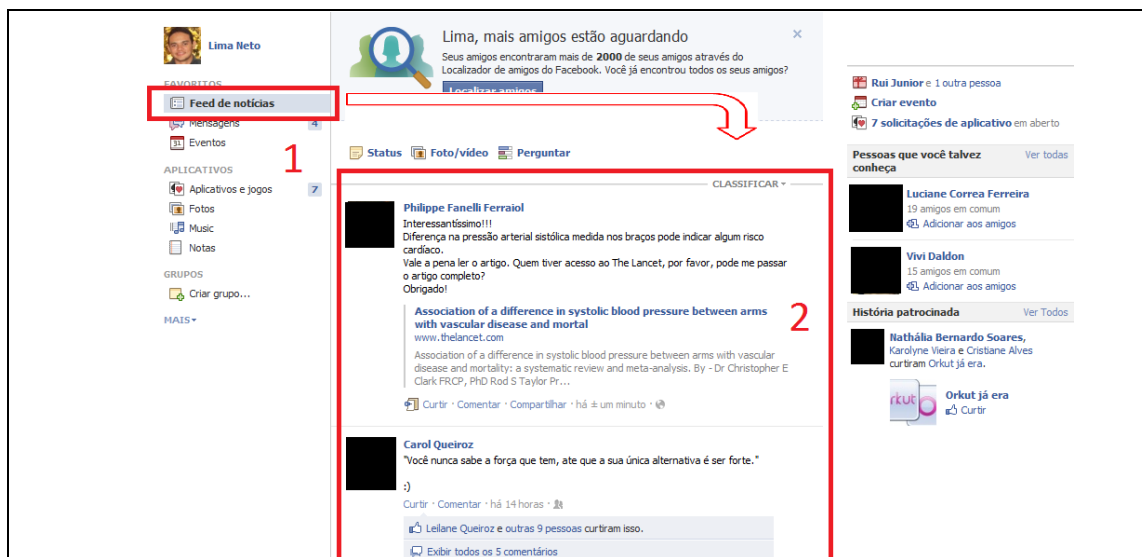 Lima Neto
FAVORITOS
Feed de notícias
Mensagens 4
Eventos
1
APLICATIVOS
Aplicativos e jogos 7
Fotos
Music
Notas
GRUPOS
Criar grupo...
MAIS
Lima, mais amigos estão aguardando
Seus amigos encontraram mais de 2000 de seus amigos através do
Localizador de amigos do Facebook. Você já encontrou todos os seus amigos?
Localizar amigos
Status Foto/vídeo Perguntar
CLASSIFICAR
Philippe Fanelli Ferraiol
Interessantíssimo!!!
Diferença na pressão arterial sistólica medida nos braços pode indicar algum risco
cardíaco.
Vale a pena ler o artigo. Quem tiver acesso ao The Lancet, por favor, pode me passar
o artigo completo?
Obrigado!
Association of a difference in systolic blood pressure between arms
with vascular disease and mortal
www.thelancet.com
Association of a difference in systolic blood pressure between arms with vascular
disease and mortality: a systematic review and meta-analysis. By - Dr Christopher E
Clark FRCP, PhD Rod S Taylor Pr...
Curtir · Comentar · Compartilhar · há ± um minuto ·
2
Carol Queiroz
"Você nunca sabe a força que tem, ate que a sua única alternativa é ser forte."
:)
Curtir · Comentar · há 14 horas ·
Leilane Queiroz e outras 9 pessoas curtiram isso.
Exibir todos os 5 comentários
Rui Junior e 1 outra pessoa
Criar evento
7 solicitações de aplicativo em aberto
Pessoas que você talvez Ver todas
conheça
Luciane Correa Ferreira
19 amigos em comum
Adicionar aos amigos
Vivi Daldon
15 amigos em comum
Adicionar aos amigos
História patrocinada Ver Todos
Nathália Bernardo Soares,
Karolyne Vieira e Cristiane Alves
curtiram Orkut já era.
rkut
Orkut já era
Curtir